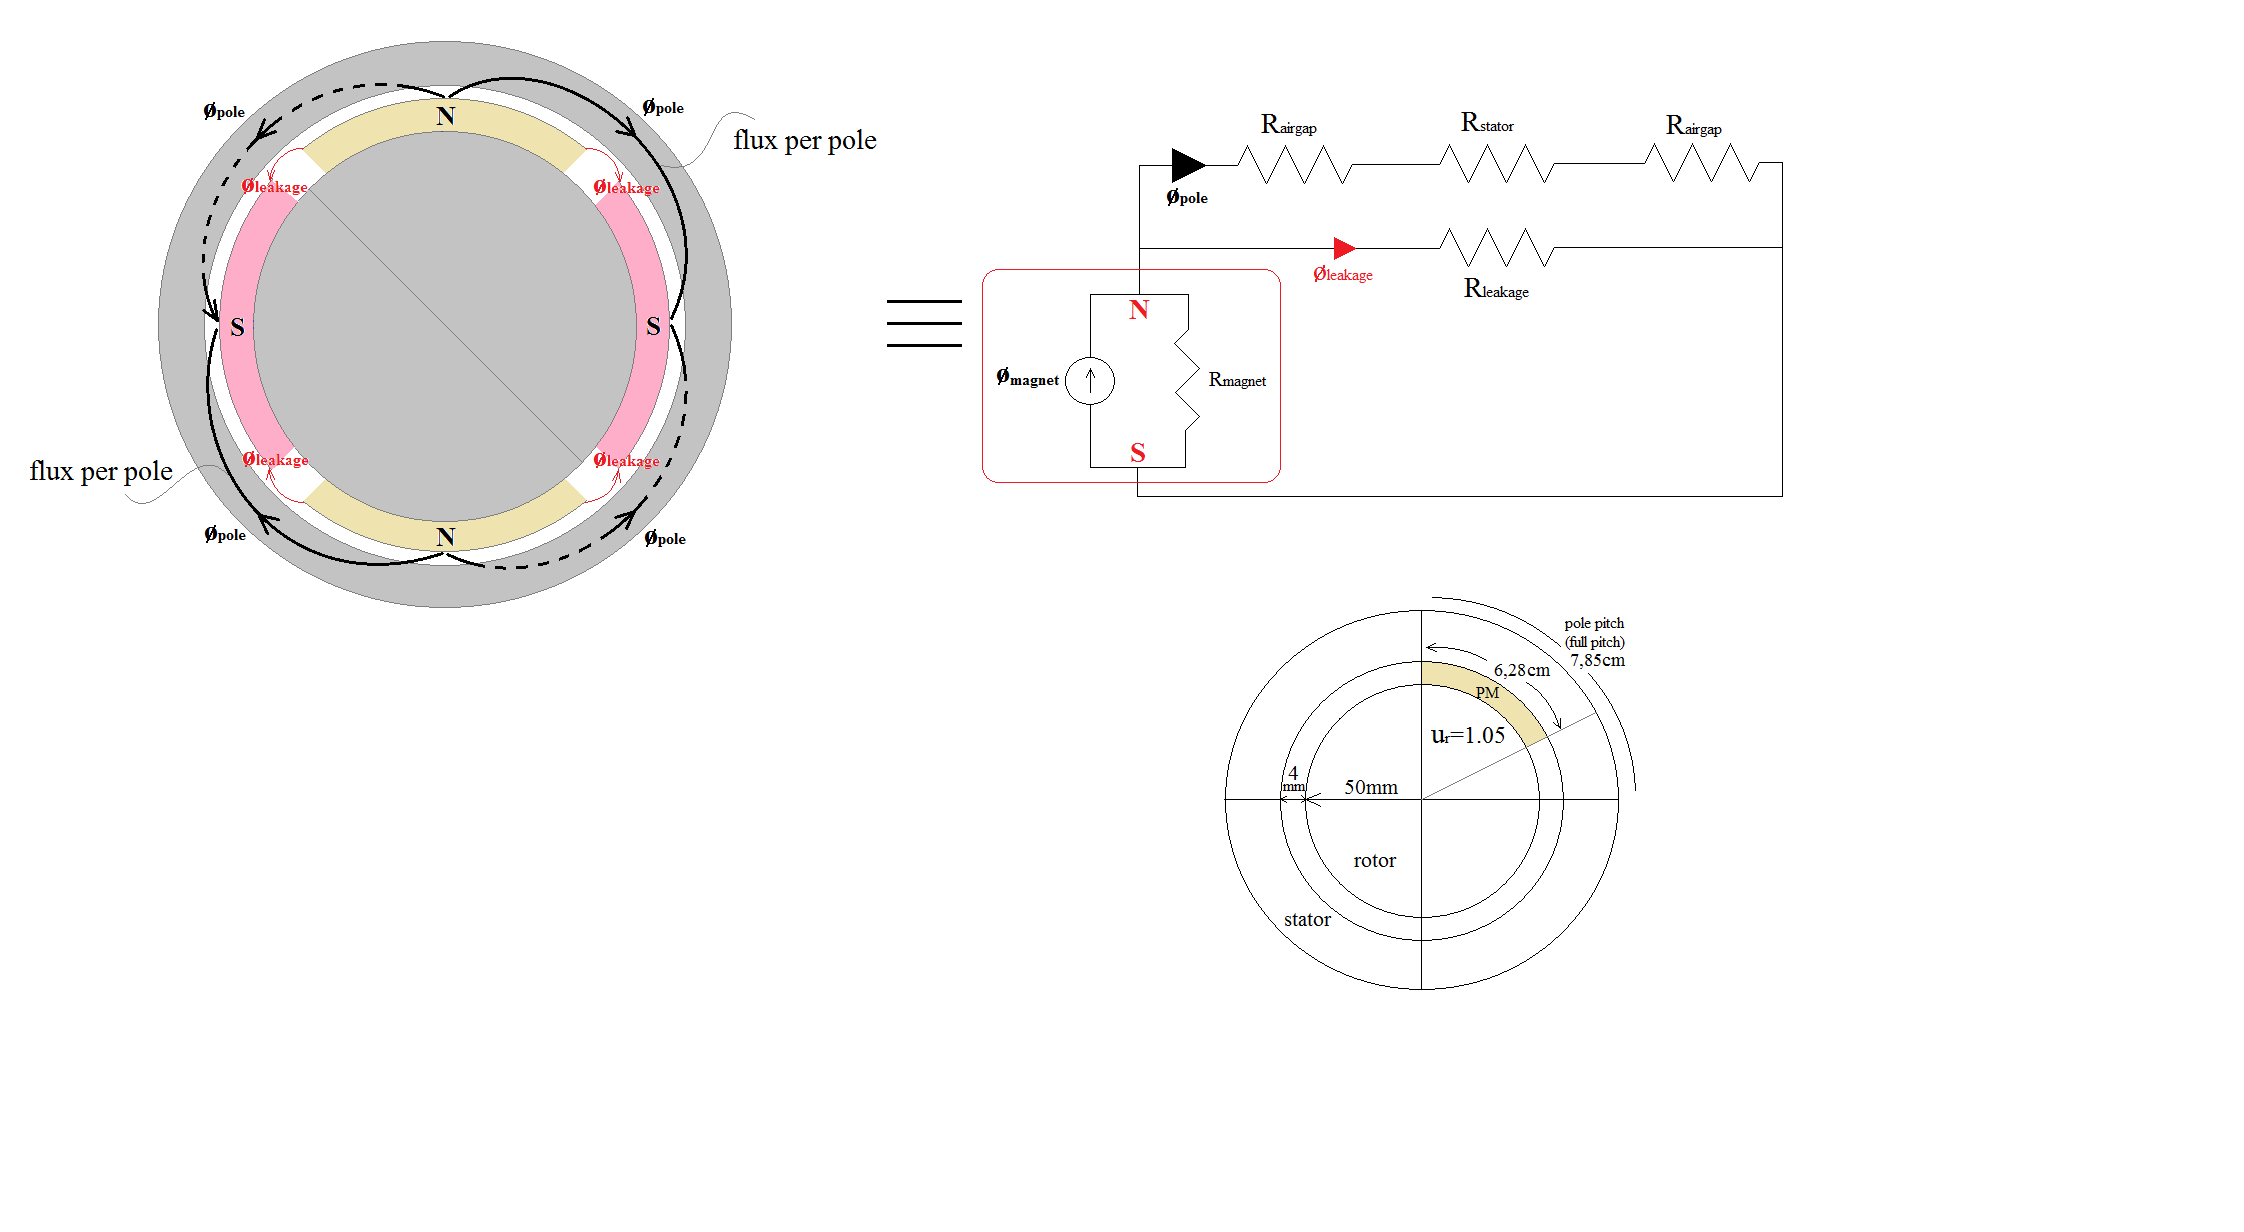 N
øpole
øpole
flux per pole
øleakage
øleakage
S
S
øleakage
øleakage
flux per pole
øpole
N
øpole
Rairgap
Rstator
Rairgap
øpole
øleakage
Rleakage
N
ømagnet
Rmagnet
S
pole pitch
(full pitch)
7,85cm
6,28cm
PM
ur=1.05
4
mm
50mm
rotor
stator